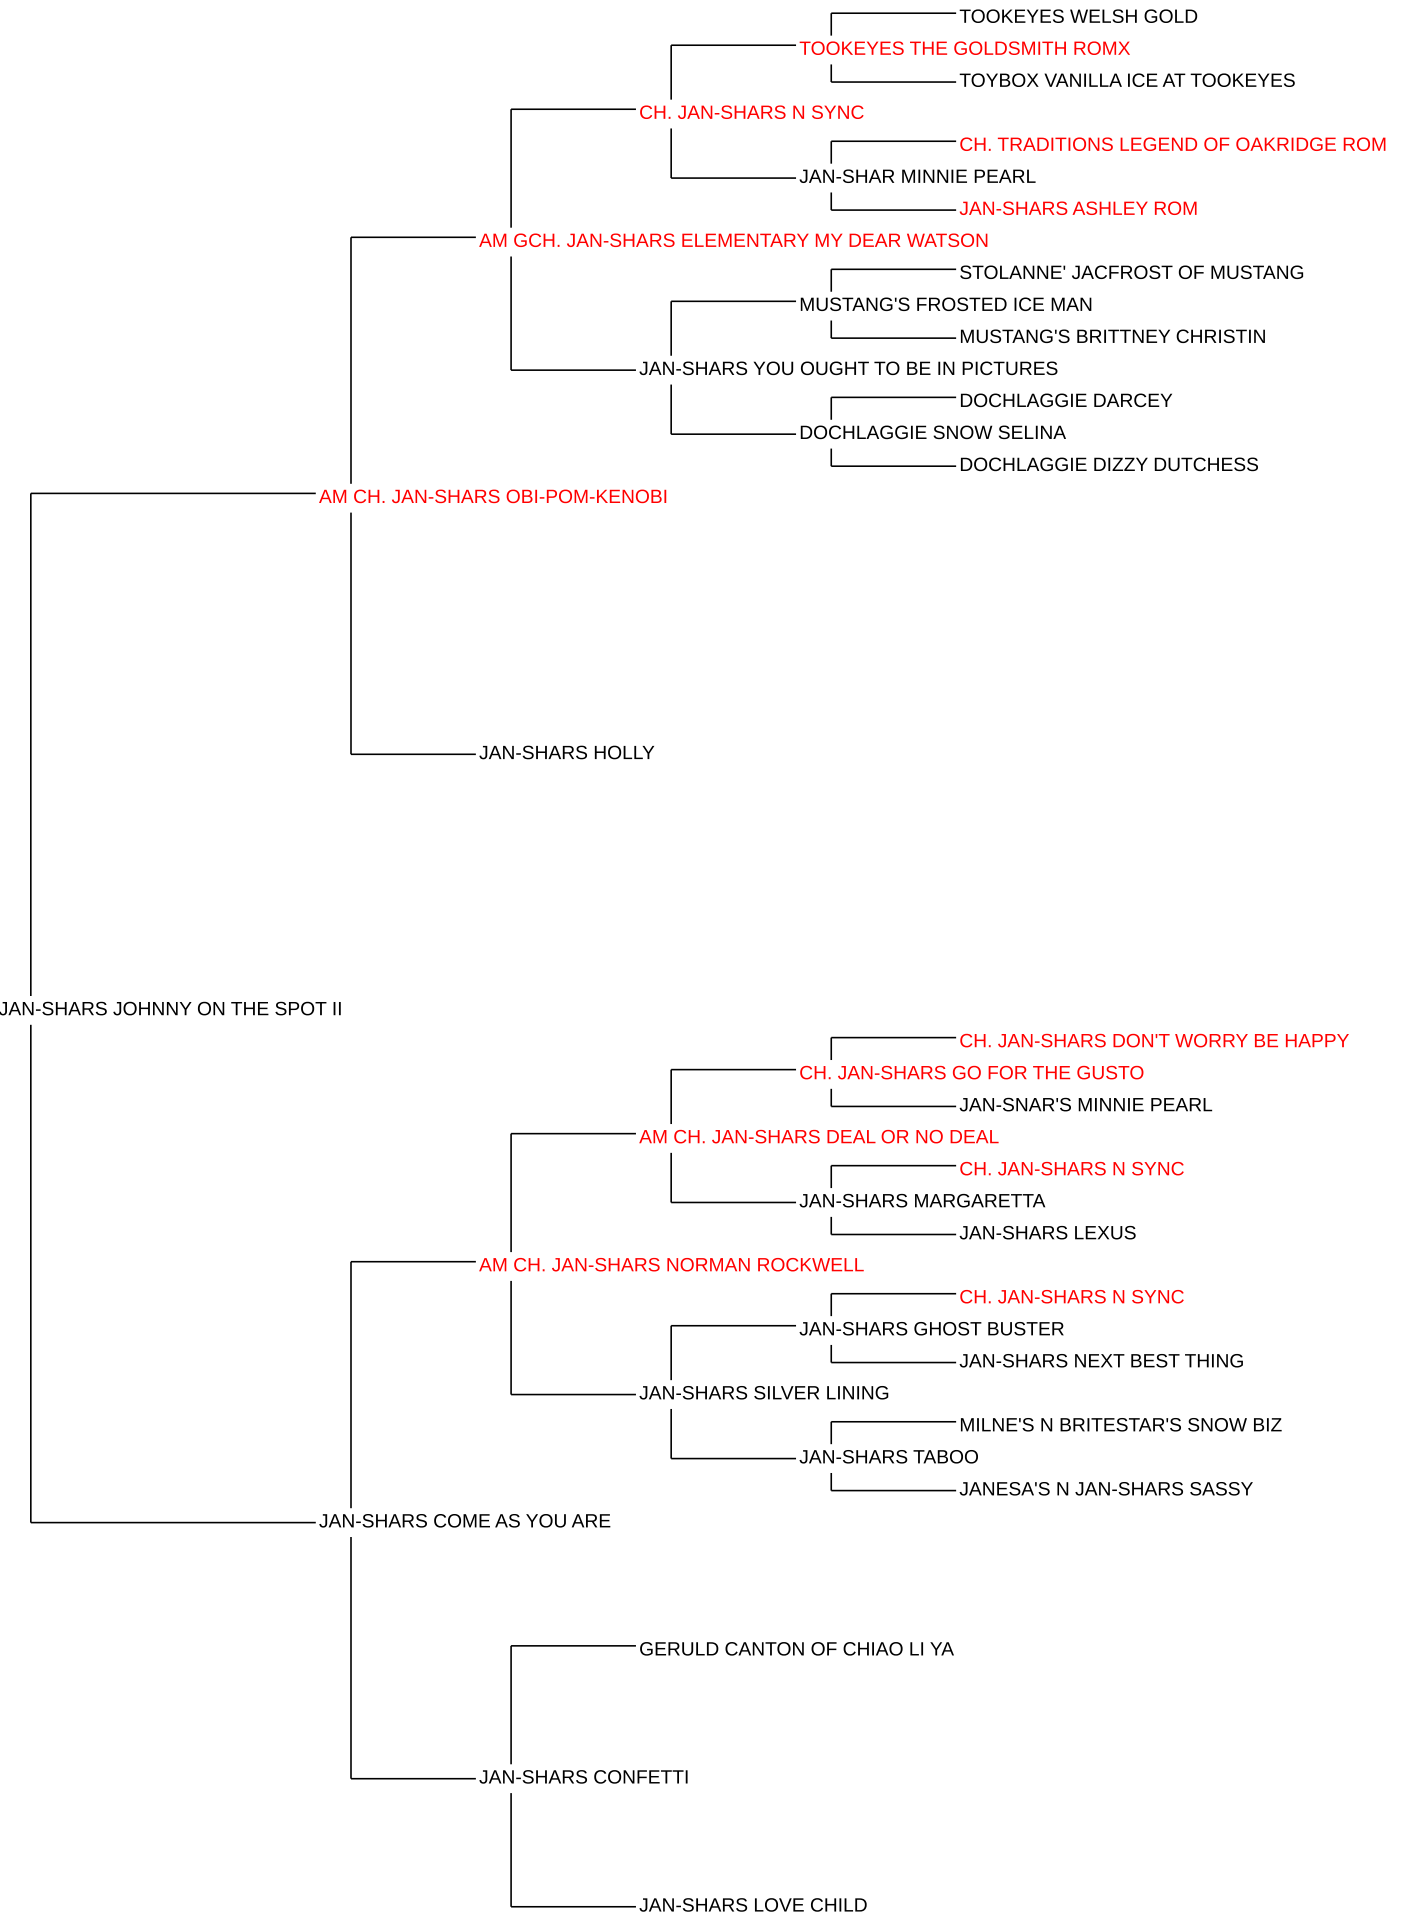 TOOKEYES WELSH GOLD
TOOKEYES THE GOLDSMITH ROMX
TOYBOX VANILLA ICE AT TOOKEYES
CH. JAN-SHARS N SYNC
CH. TRADITIONS LEGEND OF OAKRIDGE ROM
JAN-SHAR MINNIE PEARL
JAN-SHARS ASHLEY ROM
AM GCH. JAN-SHARS ELEMENTARY MY DEAR WATSON
STOLANNE' JACFROST OF MUSTANG
MUSTANG'S FROSTED ICE MAN
MUSTANG'S BRITTNEY CHRISTIN
JAN-SHARS YOU OUGHT TO BE IN PICTURES
DOCHLAGGIE DARCEY
DOCHLAGGIE SNOW SELINA
DOCHLAGGIE DIZZY DUTCHESS
AM CH. JAN-SHARS OBI-POM-KENOBI
JAN-SHARS HOLLY
JAN-SHARS JOHNNY ON THE SPOT II
CH. JAN-SHARS DON'T WORRY BE HAPPY
CH. JAN-SHARS GO FOR THE GUSTO
JAN-SNAR'S MINNIE PEARL
AM CH. JAN-SHARS DEAL OR NO DEAL
CH. JAN-SHARS N SYNC
JAN-SHARS MARGARETTA
JAN-SHARS LEXUS
AM CH. JAN-SHARS NORMAN ROCKWELL
CH. JAN-SHARS N SYNC
JAN-SHARS GHOST BUSTER
JAN-SHARS NEXT BEST THING
JAN-SHARS SILVER LINING
MILNE'S N BRITESTAR'S SNOW BIZ
JAN-SHARS TABOO
JANESA'S N JAN-SHARS SASSY
JAN-SHARS COME AS YOU ARE
GERULD CANTON OF CHIAO LI YA
JAN-SHARS CONFETTI
JAN-SHARS LOVE CHILD